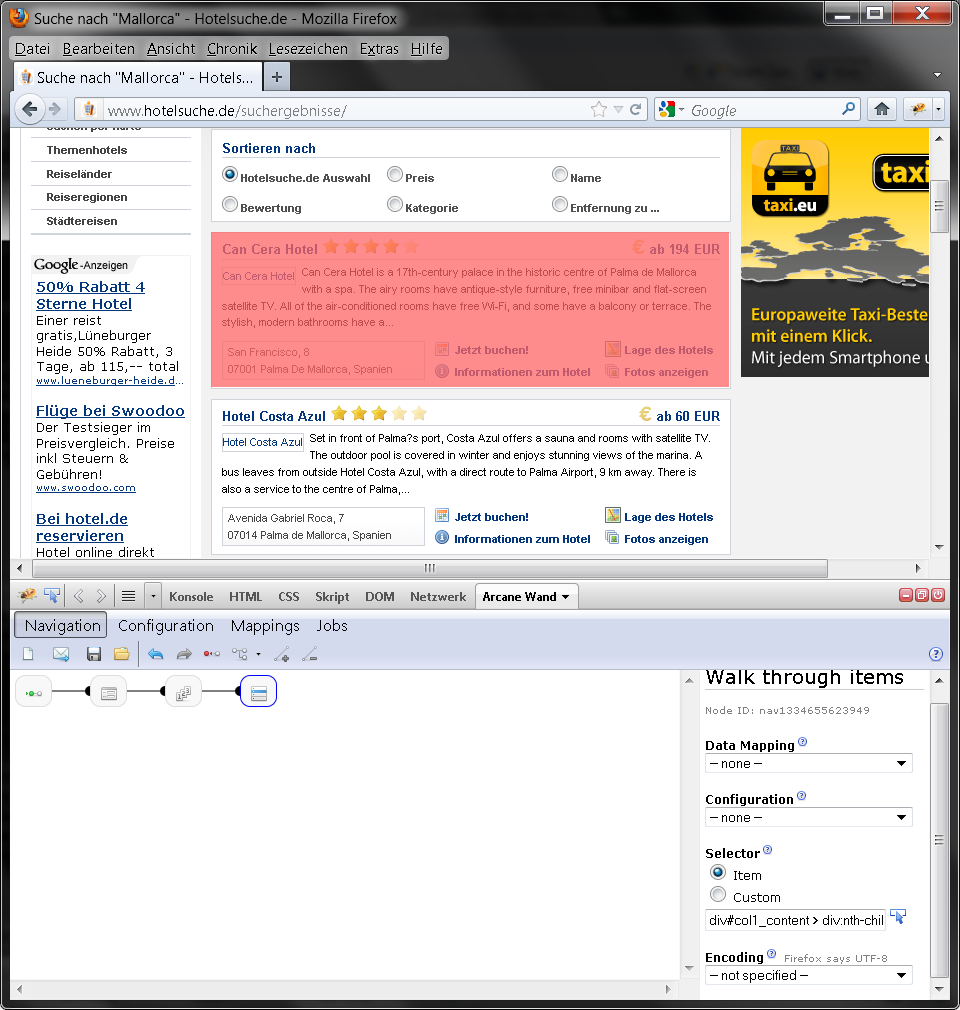 Suche nach "Mallorca" - Hotelsuche.de - Mozilla Firefox
Datei Bearbeiten Ansicht Chronik Lesezeichen Extras Hilfe
Suche nach "Mallorca" - Hotels...
www.hotelsuche.de/suchergebnisse/
Google
Suchen per Karte
Themenhotels
Reiseländer
Reiseregionen
Städtereisen
Google-Anzeigen
50% Rabatt 4
Sterne Hotel
Einer reist
gratis,Lüneburger
Heide 50% Rabatt, 3
Tage, ab 115,-- total
www.lueneburger-heide.d...
Flüge bei Swoodoo
Der Testsieger im
Preisvergleich. Preise
inkl Steuern &
Gebühren!
www.swoodoo.com
Bei hotel.de
reservieren
Hotel online direkt
Sortieren nach
Hotelsuche.de Auswahl Preis Name
Bewertung Kategorie Entfernung zu ...
Can Cera Hotel € ab 194 EUR
Can Cera Hotel Can Cera Hotel is a 17th-century palace in the historic centre of Palma de Mallorca
with a spa. The airy rooms have antique-style furniture, free minibar and flat-screen
satellite TV. All of the air-conditioned rooms have free Wi-Fi, and some have a balcony or terrace. The
stylish, modern bathrooms have a...
San Francisco, 8
07001 Palma De Mallorca, Spanien
Jetzt buchen! Lage des Hotels
Informationen zum Hotel Fotos anzeigen
Hotel Costa Azul € ab 60 EUR
Hotel Costa Azul Set in front of Palma?s port, Costa Azul offers a sauna and rooms with satellite TV.
The outdoor pool is covered in winter and enjoys stunning views of the marina. A
bus leaves from outside Hotel Costa Azul, with a direct route to Palma Airport, 9 km away. There is
also a service to the centre of Palma,...
Avenida Gabriel Roca, 7
07014 Palma de Mallorca, Spanien
Jetzt buchen! Lage des Hotels
Informationen zum Hotel Fotos anzeigen
TAXI
taxi.eu
taxi
Europaweite Taxi-Beste
mit einem Klick.
Mit jedem Smartphone u
Konsole HTML CSS Skript DOM Netzwerk Arcane Wand
Navigation Configuration Mappings Jobs
Walk through items
Node ID: nav1334655623949
Data Mapping
-- none --
Configuration
-- none --
Selector
Item
Custom
div#col1_content > div:nth-chil
Encoding Firefox says UTF-8
-- not specified --